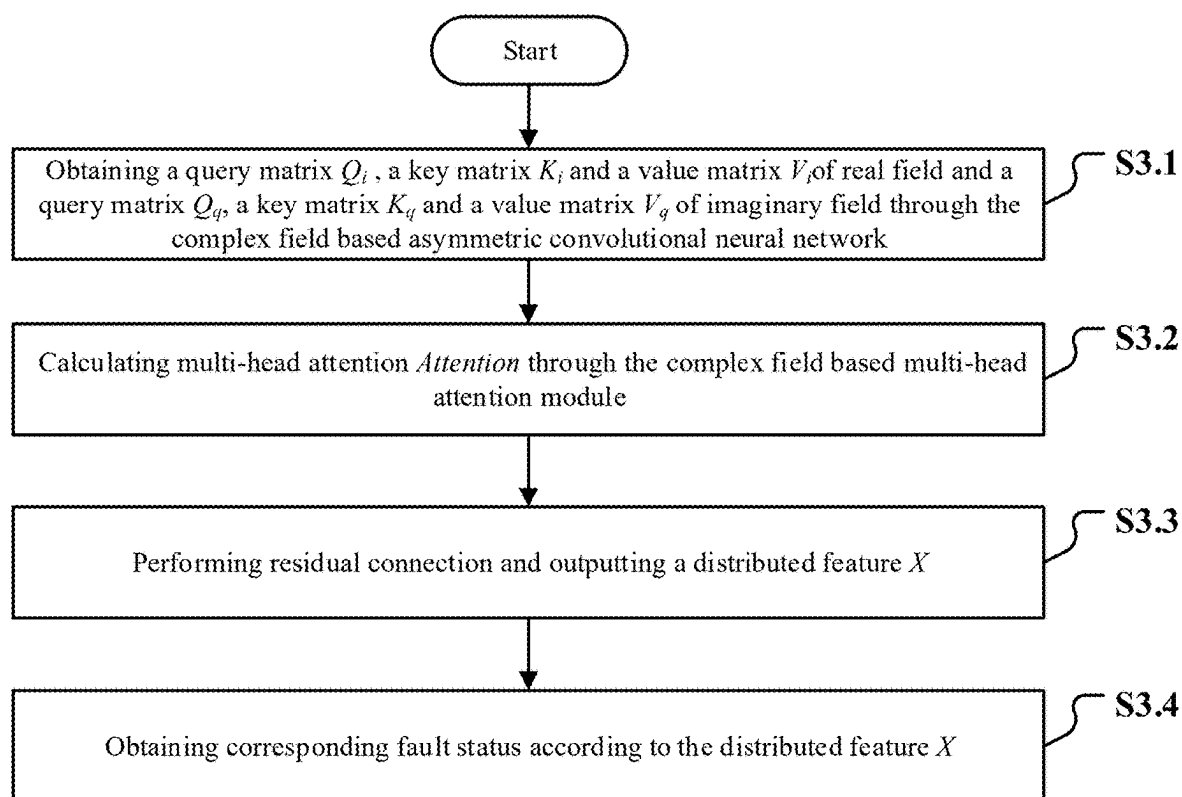 Start
Obtaining a query matrix Qi , a key matrix Ki and a value matrix Viof real field and a
query matrix Qq, a key matrix Kq and a value matrix Vq of imaginary field through the
complex field based asymmetric convolutional neural network
S3.1
Calculating multi-head attention Attention through the complex field based multi-head
attention module
S3.2
Performing residual connection and outputting a distributed feature X
S3.3
Obtaining corresponding fault status according to the distributed feature X
S3.4